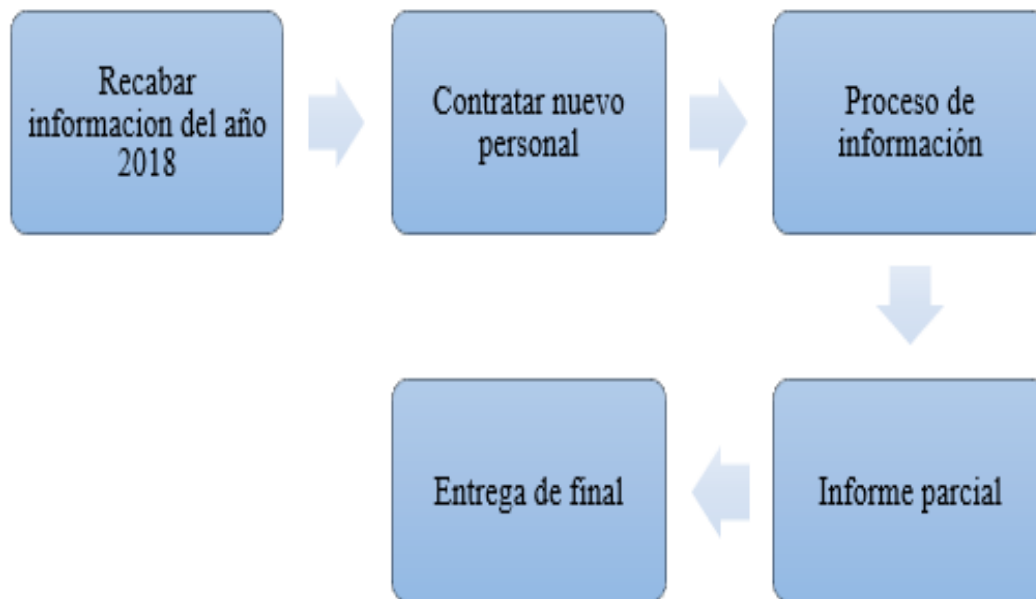 Recabar
informacion del año
2018
Contratar nuevo
personal
Proceso de
información
Informe parcial
Entrega de final